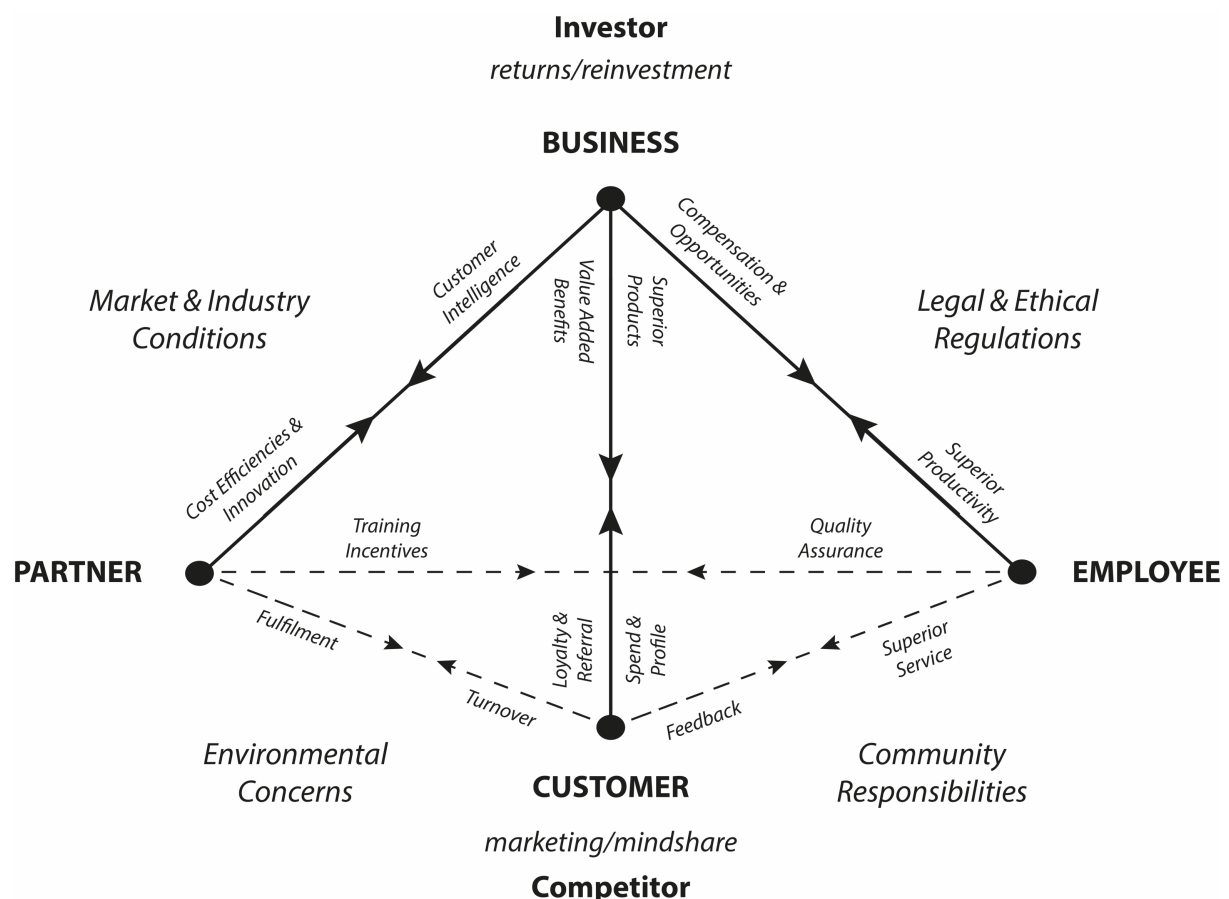 Investor
returns/reinvestment
BUSINESS
Compensation &
Opportunities
Customer
Intelligence
Value Added
Benefits
Superior
Products
Market & Industry
Conditions
Legal & Ethical
Regulations
Cost Efficiencies &
Innovation
Superior
Productivity
Training
Incentives
Quality
Assurance
PARTNER
EMPLOYEE
Fulfilment
Loyalty &
Referral
Spend &
Profile
Superior
Service
Turnover
Feedback
Environmental
Concerns
Community
Responsibilities
CUSTOMER
marketing/mindshare
Competitor